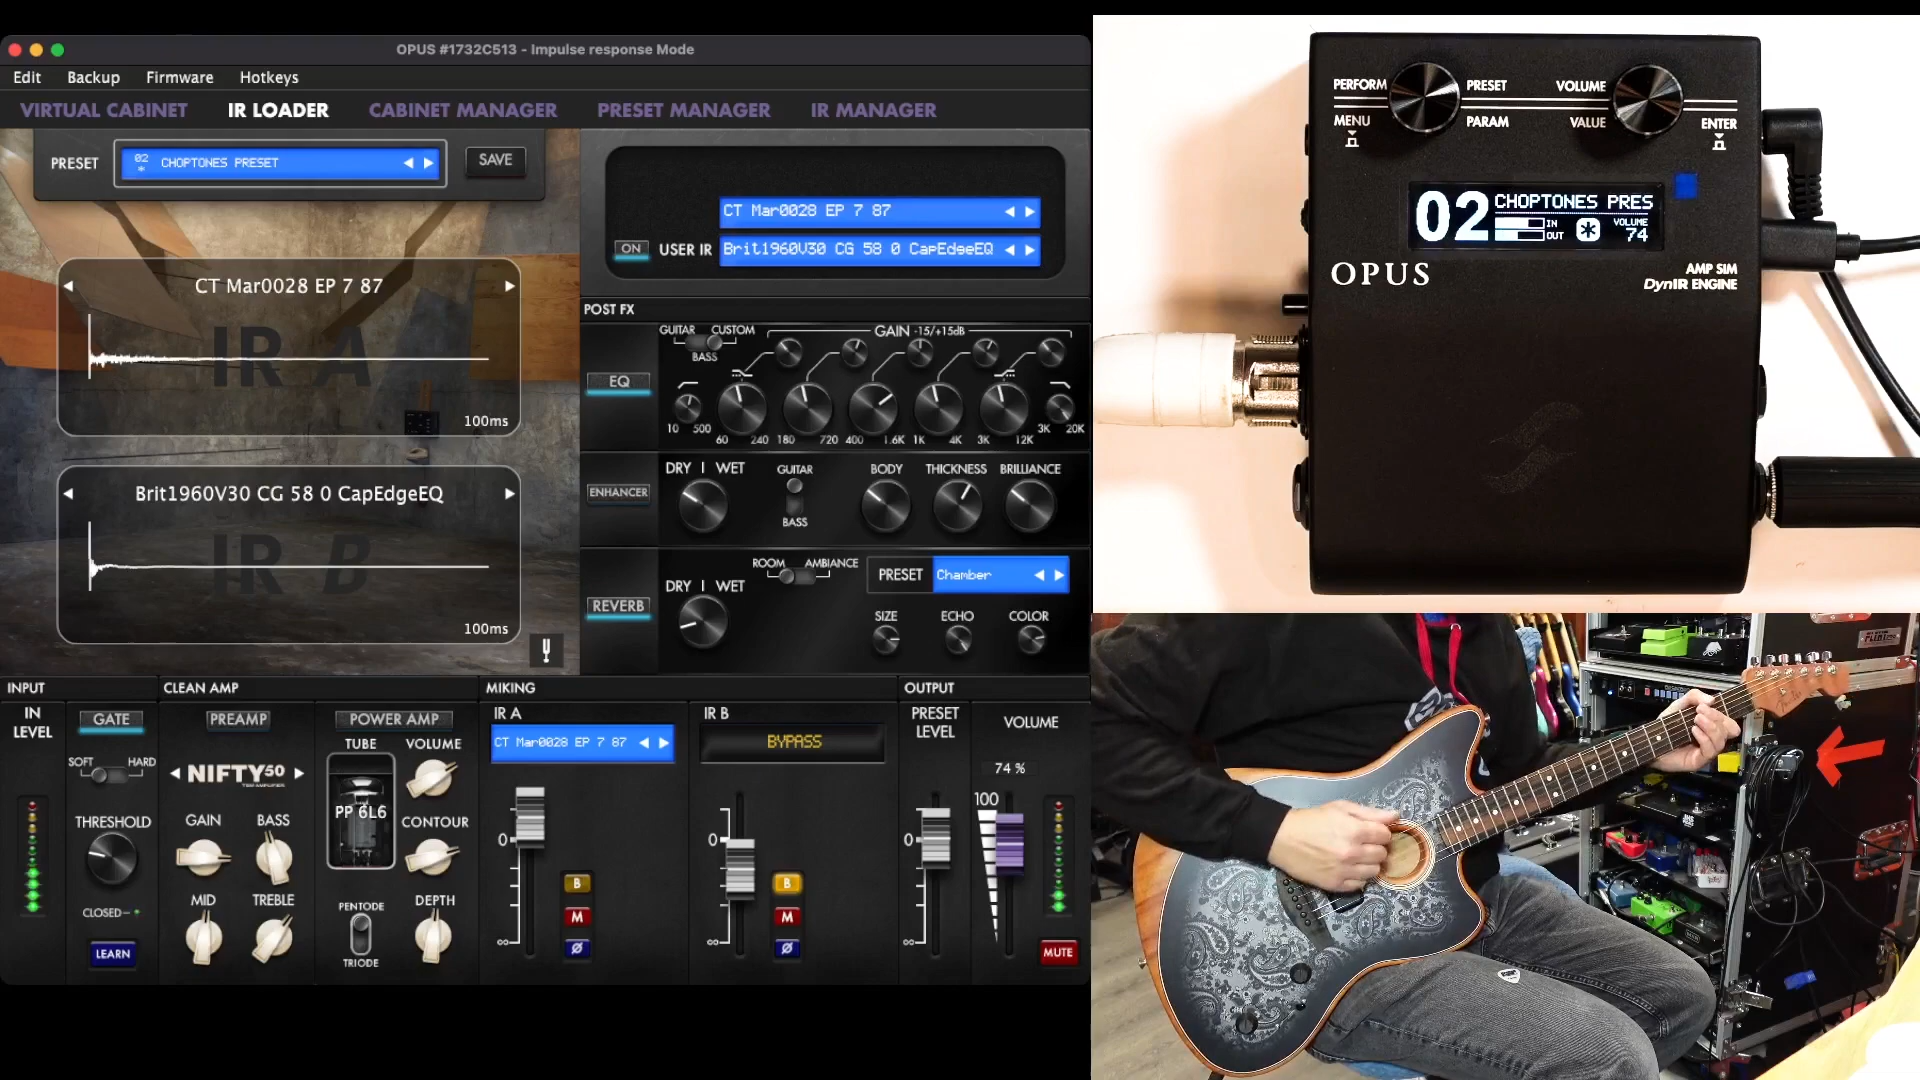 OPUS #1732C513 - Impulse response Mode
Edit Backup Firmware Hotkeys
VIRTUAL CABINET IR LOADER CABINET MANAGER PRESET MANAGER IR MANAGER
PRESET 02 * CHOPTONES PRESET SAVE
CT Mar0028 EP 7 87
IR A
100ms
Brit1960V30 CG 58 0 CapEdgeEQ
IR B
100ms
CT Mar0028 EP 7 87
ON USER IR Brit1960V30 CG 58 0 CapEdgeEQ
POST FX
GUITAR CUSTOM GAIN -15/+15dB
BASS
EQ
10 500 60 240 180 720 400 1.6K 1K 4K 3K 12K 3K 20K
DRY | WET GUITAR BODY THICKNESS BRILLIANCE
ENHANCER
BASS
ROOM AMBIANCE PRESET Chamber
DRY | WET
REVERB
SIZE ECHO COLOR
INPUT CLEAN AMP MIKING OUTPUT
IN LEVEL
GATE
SOFT HARD
THRESHOLD
CLOSED
LEARN
PREAMP
NIFTY50
GAIN BASS
MID TREBLE
POWER AMP
TUBE VOLUME
PP 6L6
CONTOUR
PENTODE DEPTH
TRIODE
IR A
CT Mar0028 EP 7 87
0
∞
B
M
Ø
IR B
BYPASS
0
∞
B
M
Ø
PRESET LEVEL
0
∞
VOLUME
74 %
100
MUTE
PERFORM PRESET VOLUME
MENU PARAM VALUE ENTER
02 CHOPTONES PRES
IN
OUT
* VOLUME
74
OPUS
AMP SIM
DynIR ENGINE